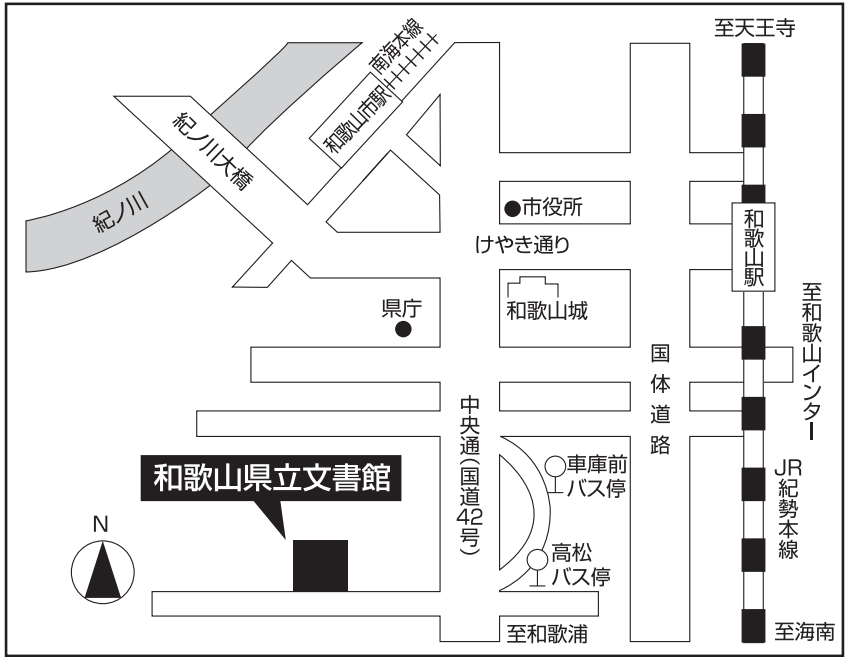 至天王寺
南海本線
和歌山市駅
紀ノ川大橋
紀ノ川
市役所
けやき通り
和歌山駅
和歌山城
県庁
至和歌山インター
国体道路
中央通(国道42号)
和歌山県立文書館
車庫前
バス停
JR紀勢本線
N
高松
バス停
至和歌浦
至海南